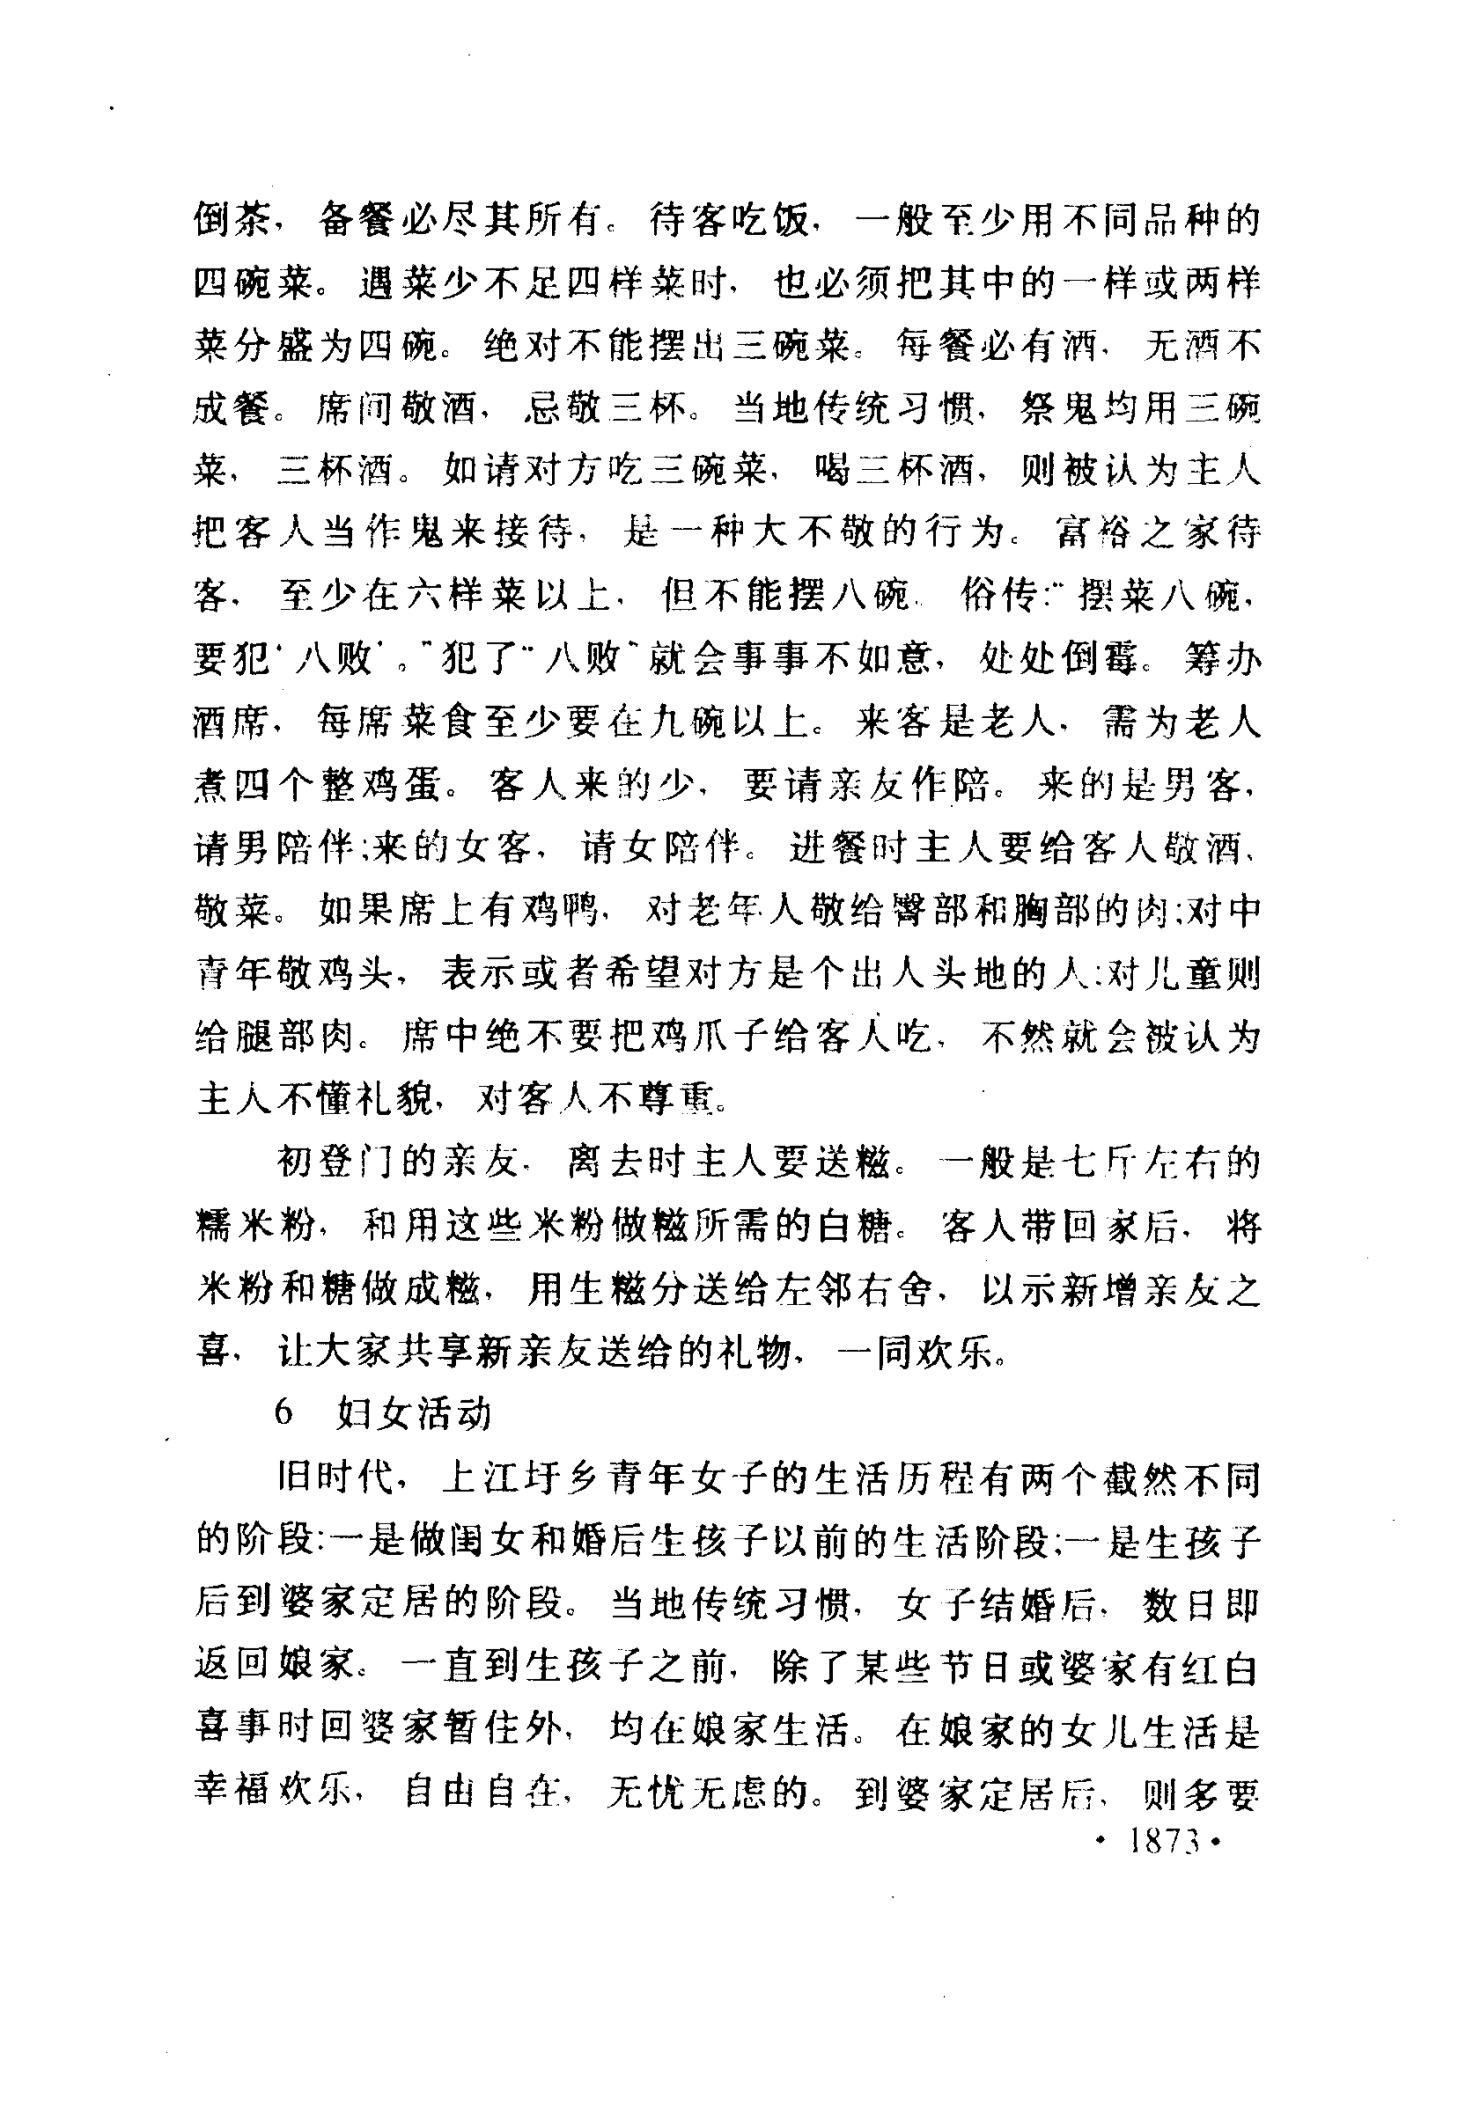 倒茶，备餐必尽其所有。待客吃饭，一般至少用不同品种的
四碗菜。遇菜少不足四样菜时，也必须把其中的一样或两样
菜分盛为四碗。绝对不能摆出三碗菜。每餐必有酒，无酒不
成餐。席间敬酒，忌敬三杯。当地传统习惯，祭鬼均用三碗
菜，三杯酒。如请对方吃三碗菜，喝三杯酒，则被认为主人
把客人当作鬼来接待，是一种大不敬的行为。富裕之家待
客，至少在六样菜以上，但不能摆八碗，俗传：“摆菜八碗，
要犯‘八败’。”犯了“八败”就会事事不如意，处处倒霉。筹办
酒席，每席菜食至少要在九碗以上。来客是老人，需为老人
煮四个整鸡蛋。客人来的少，要请亲友作陪。来的是男客，
请男陪伴；来的女客，请女陪伴。进餐时主人要给客人敬酒、
敬菜。如果席上有鸡鸭，对老年人敬给臀部和胸部的肉；对中
青年敬鸡头，表示或者希望对方是个出人头地的人；对儿童则
给腿部肉。席中绝不要把鸡爪子给客人吃，不然就会被认为
主人不懂礼貌，对客人不尊重。
初登门的亲友，离去时主人要送糍。一般是七斤左右的
糯米粉，和用这些米粉做糍所需的白糖。客人带回家后，将
米粉和糖做成糍，用生糍分送给左邻右舍，以示新增亲友之
喜，让大家共享新亲友送给的礼物，一同欢乐。
6　妇女活动
旧时代，上江圩乡青年女子的生活历程有两个截然不同
的阶段：一是做闺女和婚后生孩子以前的生活阶段；一是生孩子
后到婆家定居的阶段。当地传统习惯，女子结婚后，数日即
返回娘家。一直到生孩子之前，除了某些节日或婆家有红白
喜事时回婆家暂住外，均在娘家生活。在娘家的女儿生活是
幸福欢乐，自由自在，无忧无虑的。到婆家定居后，则多要
·1873·